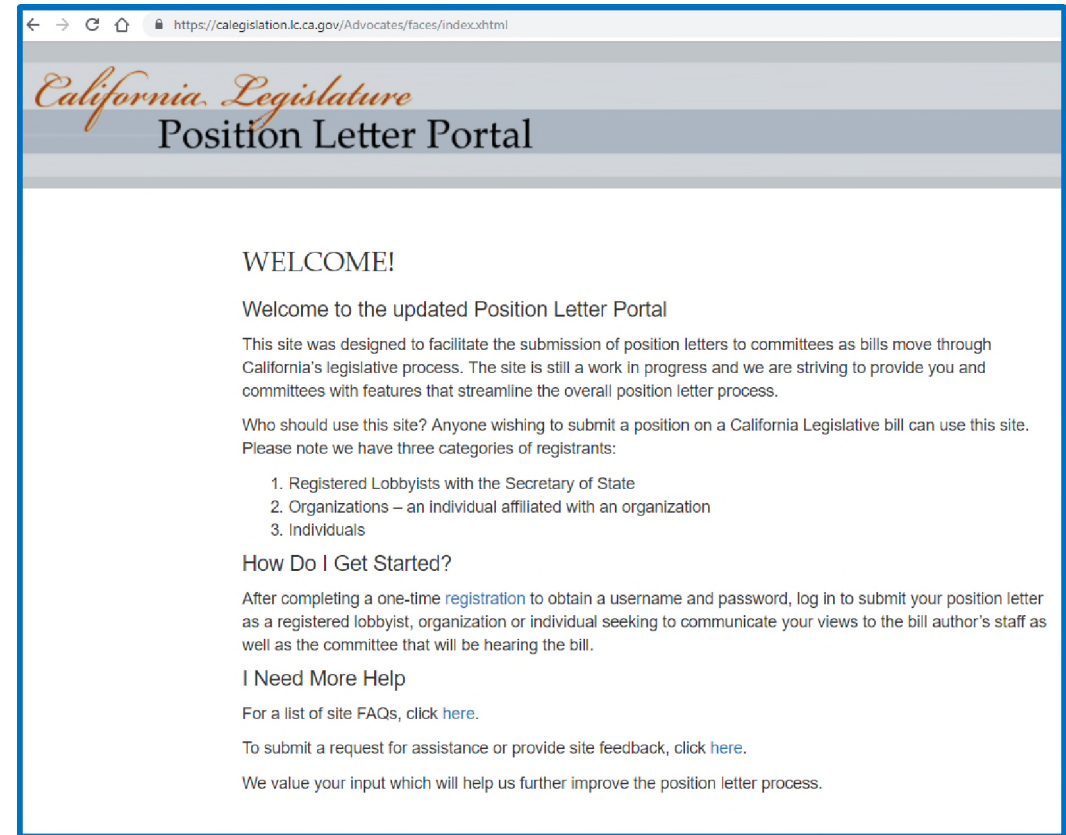 https://calegislation.lc.ca.gov/Advocates/faces/index.xhtml
California Legislature
Position Letter Portal
WELCOME!
Welcome to the updated Position Letter Portal
This site was designed to facilitate the submission of position letters to committees as bills move through
California's legislative process. The site is still a work in progress and we are striving to provide you and
committees with features that streamline the overall position letter process.
Who should use this site? Anyone wishing to submit a position on a California Legislative bill can use this site.
Please note we have three categories of registrants:
1. Registered Lobbyists with the Secretary of State
2. Organizations – an individual affiliated with an organization
3. Individuals
How Do I Get Started?
After completing a one-time registration to obtain a username and password, log in to submit your position letter
as a registered lobbyist, organization or individual seeking to communicate your views to the bill author's staff as
well as the committee that will be hearing the bill.
I Need More Help
For a list of site FAQs, click here.
To submit a request for assistance or provide site feedback, click here.
We value your input which will help us further improve the position letter process.